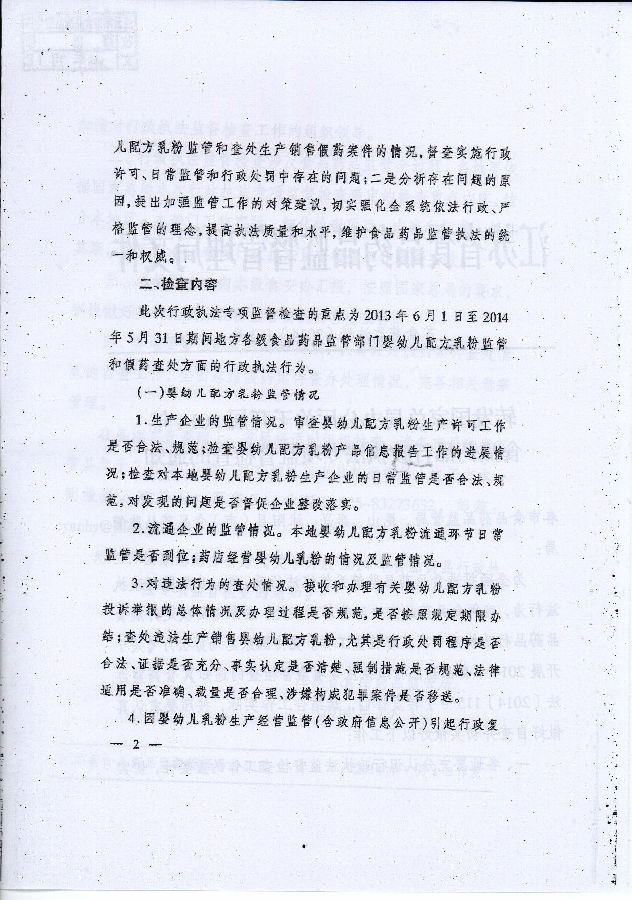 儿配方乳粉监管和查处生产销售假药案件的情况,督查实施行政
许可、日常监管和行政处罚中存在的问题;二是分析存在问题的原
因,提出加强监管工作的对策建议,切实强化全系统依法行政、严
格监管的理念,提高执法质量和水平,维护食品药品监管执法的统
一和权威。
二、检查内容
此次行政执法专项监督检查的重点为 2013 年 6 月 1 日至 2014
年 5 月 31 日期间地方各级食品药品监管部门婴幼儿配方乳粉监管
和假药查处方面的行政执法行为。
(一)婴幼儿配方乳粉监管情况
1.生产企业的监管情况。审查婴幼儿配方乳粉生产许可工作
是否合法、规范;检查婴幼儿配方乳粉产品信息报告工作的进展情
况;检查对本地婴幼儿配方乳粉生产企业的日常监管是否合法、规
范,对发现的问题是否督促企业整改落实。
2.流通企业的监管情况。本地婴幼儿配方乳粉流通环节日常
监管是否到位;药店经营婴幼儿乳粉的情况及监管情况。
3.对违法行为的查处情况。接收和办理有关婴幼儿配方乳粉
投诉举报的总体情况及办理过程是否规范,是否按照规定期限办
结;查处违法生产销售婴幼儿配方乳粉,尤其是行政处罚程序是否
合法、证据是否充分、事实认定是否清楚、强制措施是否规范、法律
适用是否准确、裁量是否合理、涉嫌构成犯罪案件是否移送。
4.因婴幼儿乳粉生产经营监管(含政府信息公开)引起行政复
— 2 —